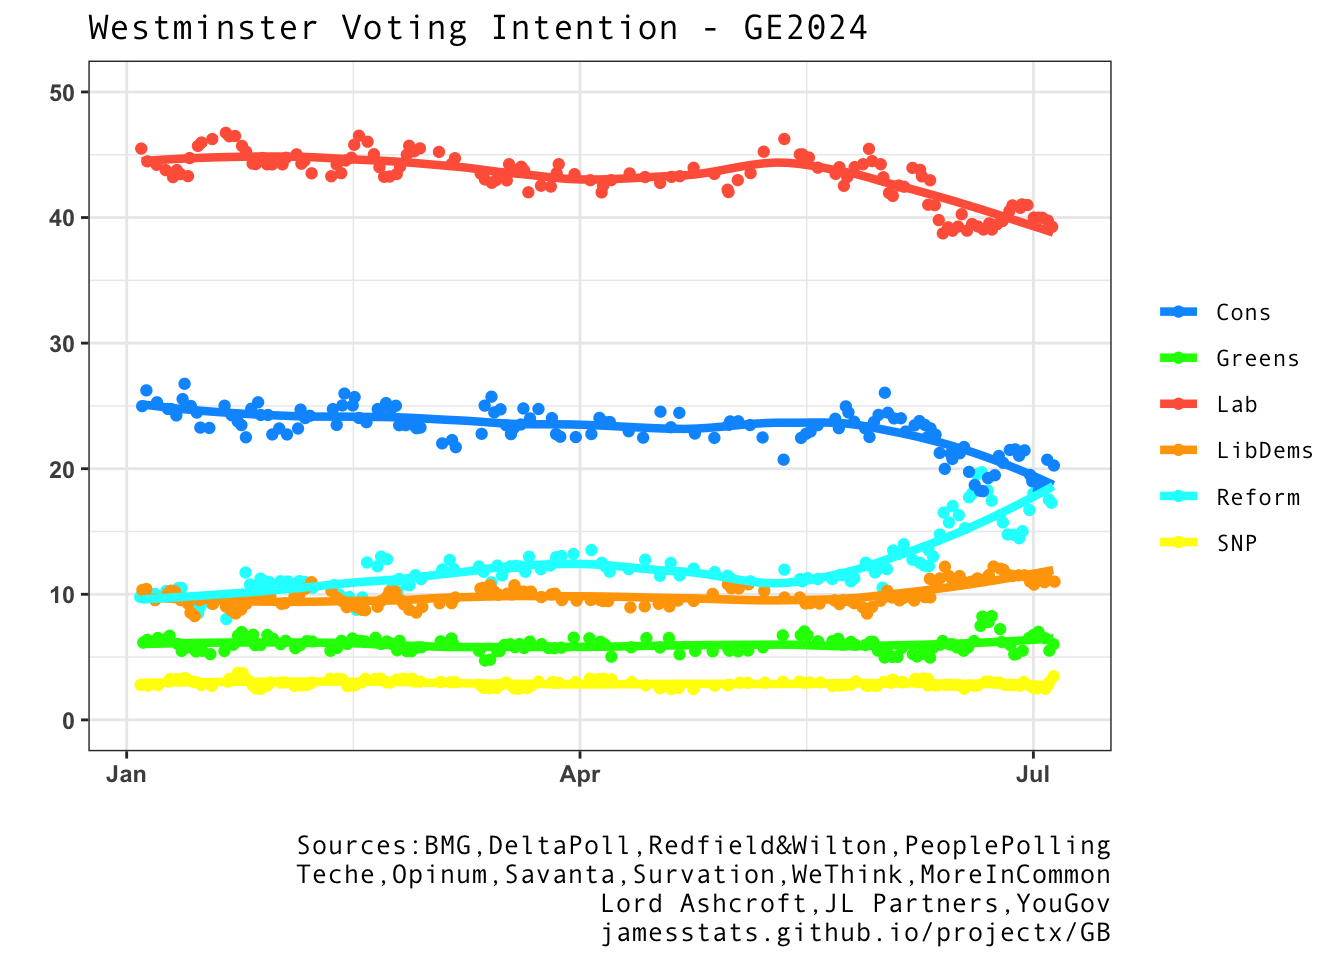 Westminster Voting Intention - GE2024
50
40
30
20
10
0
Jan
Apr
Jul
Cons
Greens
Lab
LibDems
Reform
SNP
Sources:BMG,DeltaPoll,Redfield&Wilton,PeoplePolling
Teche,Opinum,Savanta,Survation,WeThink,MoreInCommon
Lord Ashcroft,JL Partners,YouGov
jamesstats.github.io/projectx/GB